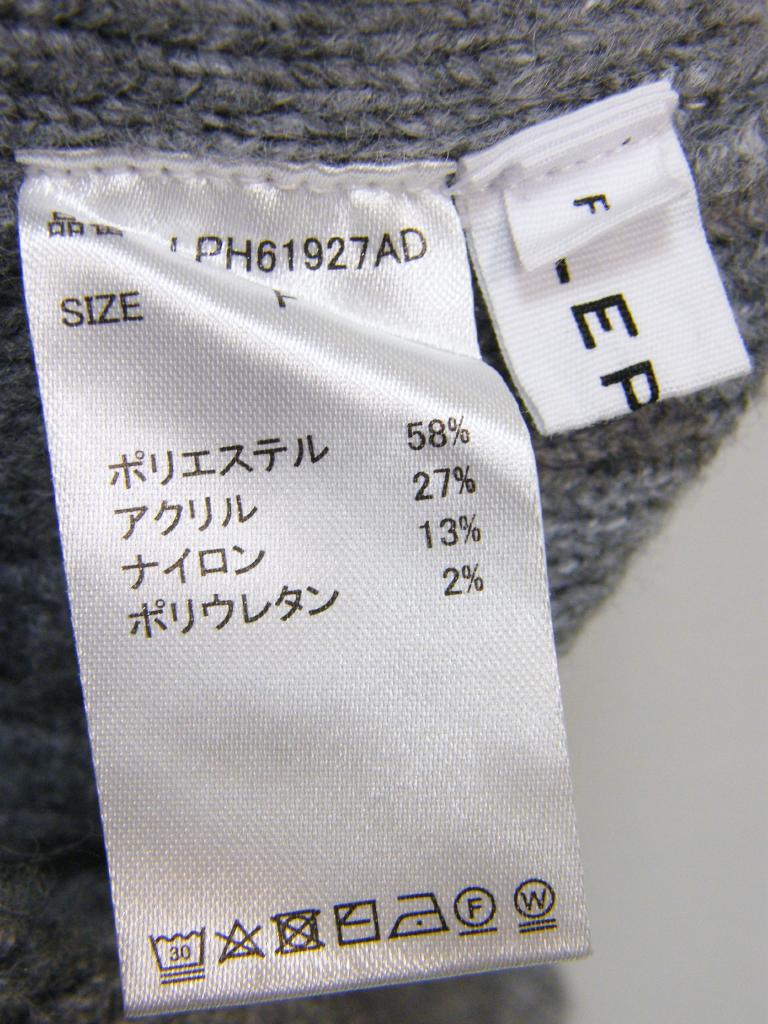 LPH61927AD
SIZE F
ポリエステル 58%
アクリル 27%
ナイロン 13%
ポリウレタン 2%
30
F
W
F
LEP